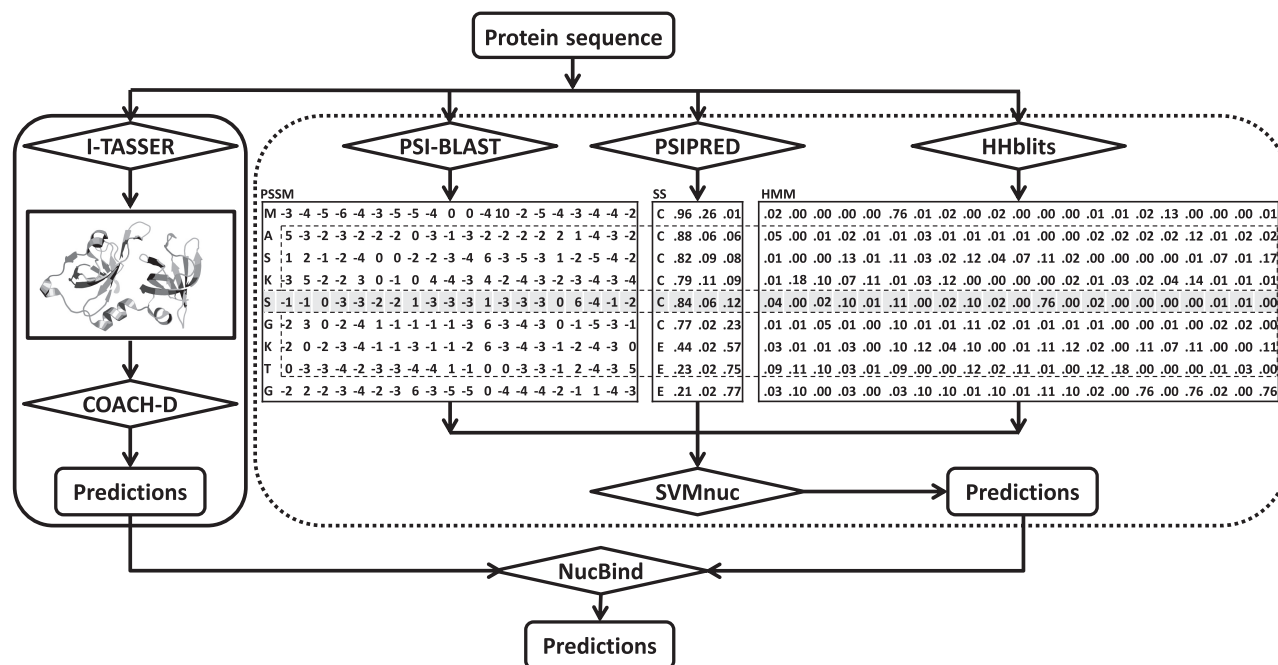 Protein sequence
I-TASSER
PSI-BLAST
PSIPRED
HHblits
PSSM
M -3 -4 -5 -6 -4 -3 -5 -5 -4 0 0 -4 10 -2 -5 -4 -3 -4 -4 -2
A 5 -3 -2 -3 -2 -2 -2 0 -3 -1 -3 -2 -2 -2 -2 2 1 -4 -3 -2
S 1 2 -1 -2 -4 0 0 -2 -2 -3 -4 6 -3 -5 -3 1 -2 -5 -4 -2
K -3 5 -2 -2 3 0 -1 0 4 -4 -3 -4 -4 -3 -2 -3 -4 -3 -4
S -1 -1 0 -3 -3 -2 -2 1 -3 -3 -3 1 -3 -3 -3 0 6 -4 -1 -2
G -2 3 0 -2 -4 1 -1 -1 -1 -1 -3 6 -3 -4 -3 0 -1 -5 -3 -1
K -2 0 -2 -3 -4 -1 -3 -1 -1 -2 6 -3 -4 -3 -1 -2 -4 -3 0
T 0 -3 -3 -4 -2 -3 -3 -4 -4 1 -1 0 0 -3 -3 -1 2 -4 -3 5
G -2 2 -2 -3 -4 -2 -3 6 -3 -5 -5 0 -4 -4 -4 -2 -1 1 -4 -3
SS
C .96 .26 .01
C .88 .06 .06
C .82 .09 .08
C .79 .11 .09
C .84 .06 .12
C .77 .02 .23
E .44 .02 .57
E .23 .02 .75
E .21 .02 .77
HMM
.02 .00 .00 .00 .00 .76 .01 .02 .00 .02 .00 .00 .00 .01 .02 .13 .00 .00 .00 .01
.05 .00 .01 .02 .01 .01 .03 .01 .01 .01 .01 .00 .00 .02 .02 .02 .12 .01 .02 .02
.01 .00 .00 .13 .01 .11 .03 .02 .12 .04 .07 .11 .02 .00 .00 .00 .00 .01 .07 .01 .17
.01 .18 .10 .07 .11 .01 .03 .12 .00 .00 .00 .00 .02 .01 .03 .02 .04 .14 .01 .01 .01
.04 .00 .02 .10 .01 .11 .00 .02 .10 .02 .00 .76 .00 .02 .00 .00 .00 .00 .01 .01 .00
.01 .01 .05 .01 .00 .10 .01 .01 .11 .02 .01 .01 .01 .01 .00 .01 .00 .02 .02 .00
.03 .01 .01 .03 .00 .10 .12 .04 .10 .00 .01 .11 .12 .02 .00 .11 .07 .11 .00 .00 .11
.09 .11 .10 .03 .01 .09 .00 .00 .12 .02 .11 .01 .00 .12 .18 .00 .00 .00 .01 .03 .00
.03 .10 .00 .03 .00 .03 .10 .10 .01 .10 .01 .11 .10 .02 .00 .76 .00 .76 .02 .00 .76
COACH-D
Predictions
SVMnuc
Predictions
NucBind
Predictions